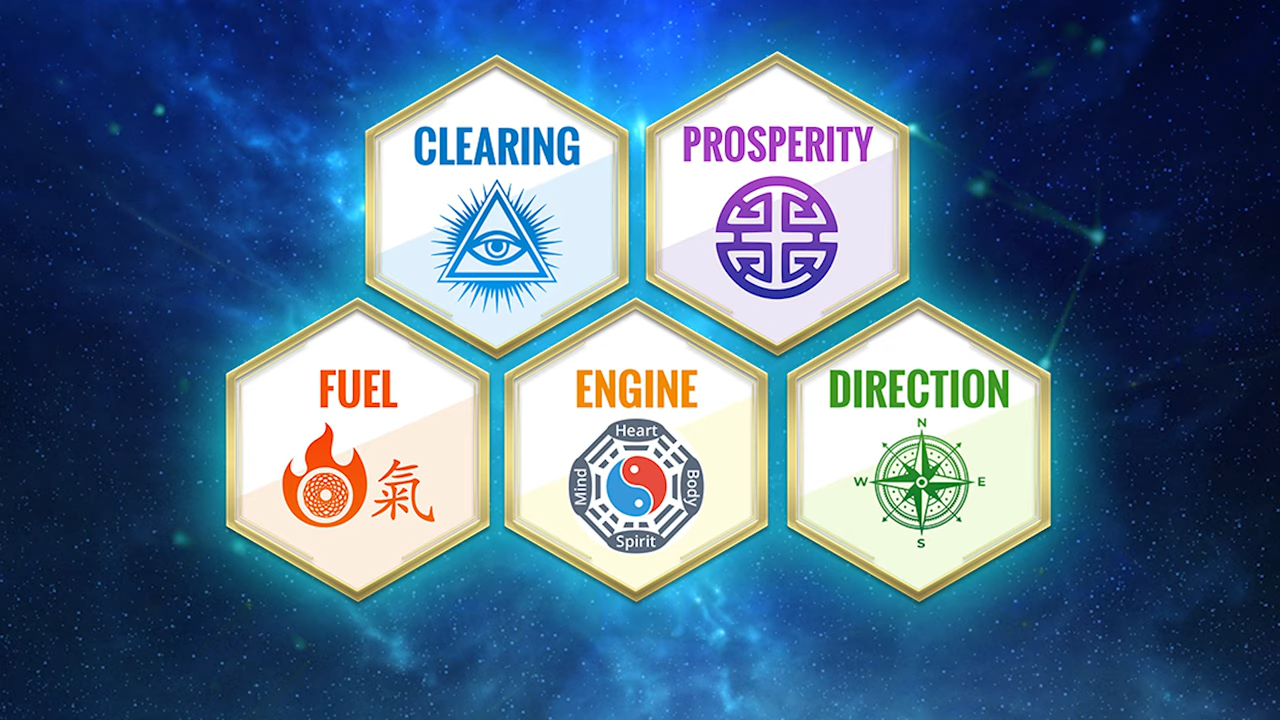 CLEARING
PROSPERITY
FUEL
氣
ENGINE
Heart
Mind
Body
Spirit
DIRECTION
N
W
E
S